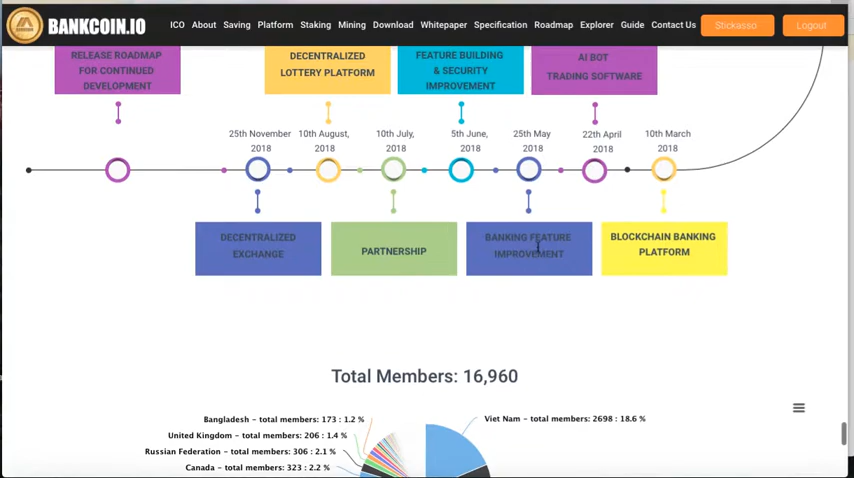 BANKCOIN.IO
ICO About Saving Platform Staking Mining Download Whitepaper Specification Roadmap Explorer Guide Contact Us Stickasso Logout
RELEASE ROADMAP
FOR CONTINUED
DEVELOPMENT
DECENTRALIZED
LOTTERY PLATFORM
FEATURE BUILDING
& SECURITY
IMPROVEMENT
AI BOT
TRADING SOFTWARE
25th November
2018
10th August,
2018
10th July,
2018
5th June,
2018
25th May
2018
22th April
2018
10th March
2018
DECENTRALIZED
EXCHANGE
PARTNERSHIP
BANKING FEATURE
IMPROVEMENT
BLOCKCHAIN BANKING
PLATFORM
Total Members: 16,960
Bangladesh - total members: 173 : 1.2 %
United Kingdom - total members: 206 : 1.4 %
Russian Federation - total members: 306 : 2.1 %
Canada - total members: 323 : 2.2 %
Viet Nam - total members: 2698 : 18.6 %